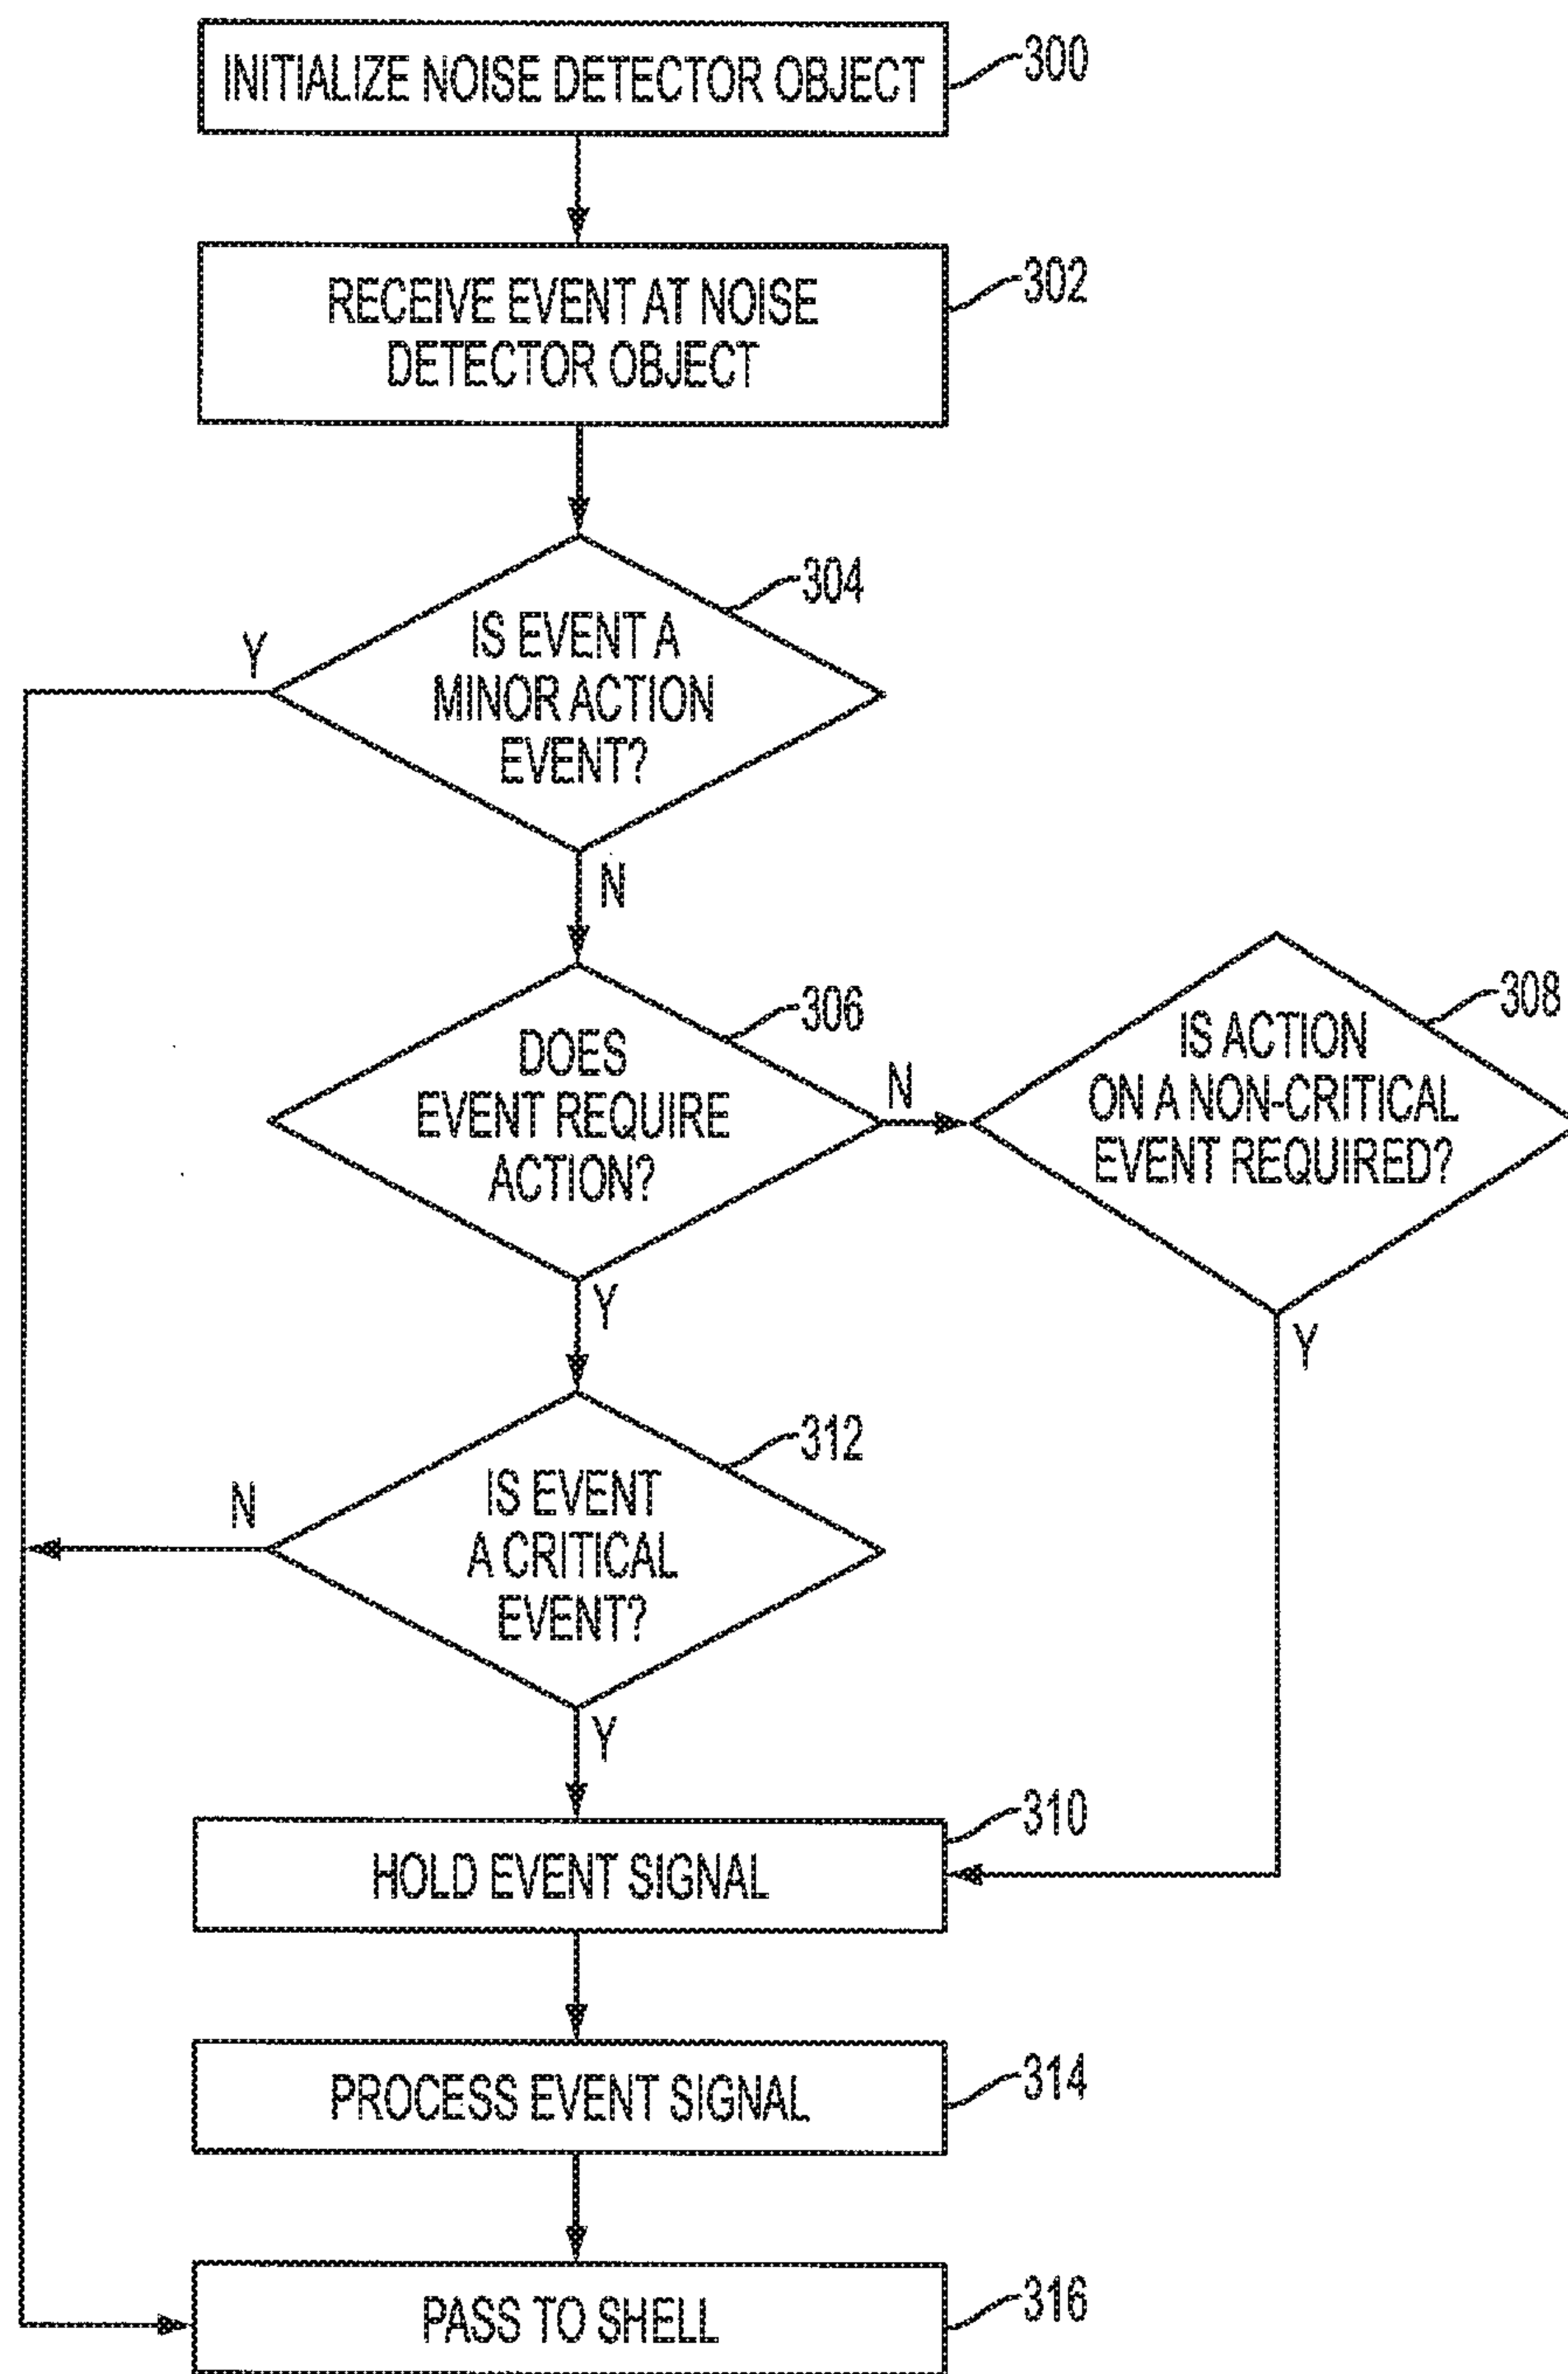 INITIALIZE NOISE DETECTOR OBJECT
300
RECEIVE EVENT AT NOISE
DETECTOR OBJECT
302
304
IS EVENT A
MINOR ACTION
EVENT?
Y
N
306
DOES
EVENT REQUIRE
ACTION?
N
308
IS ACTION
ON A NON-CRITICAL
EVENT REQUIRED?
Y
Y
312
IS EVENT
A CRITICAL
EVENT?
N
Y
310
HOLD EVENT SIGNAL
PROCESS EVENT SIGNAL
314
PASS TO SHELL
316